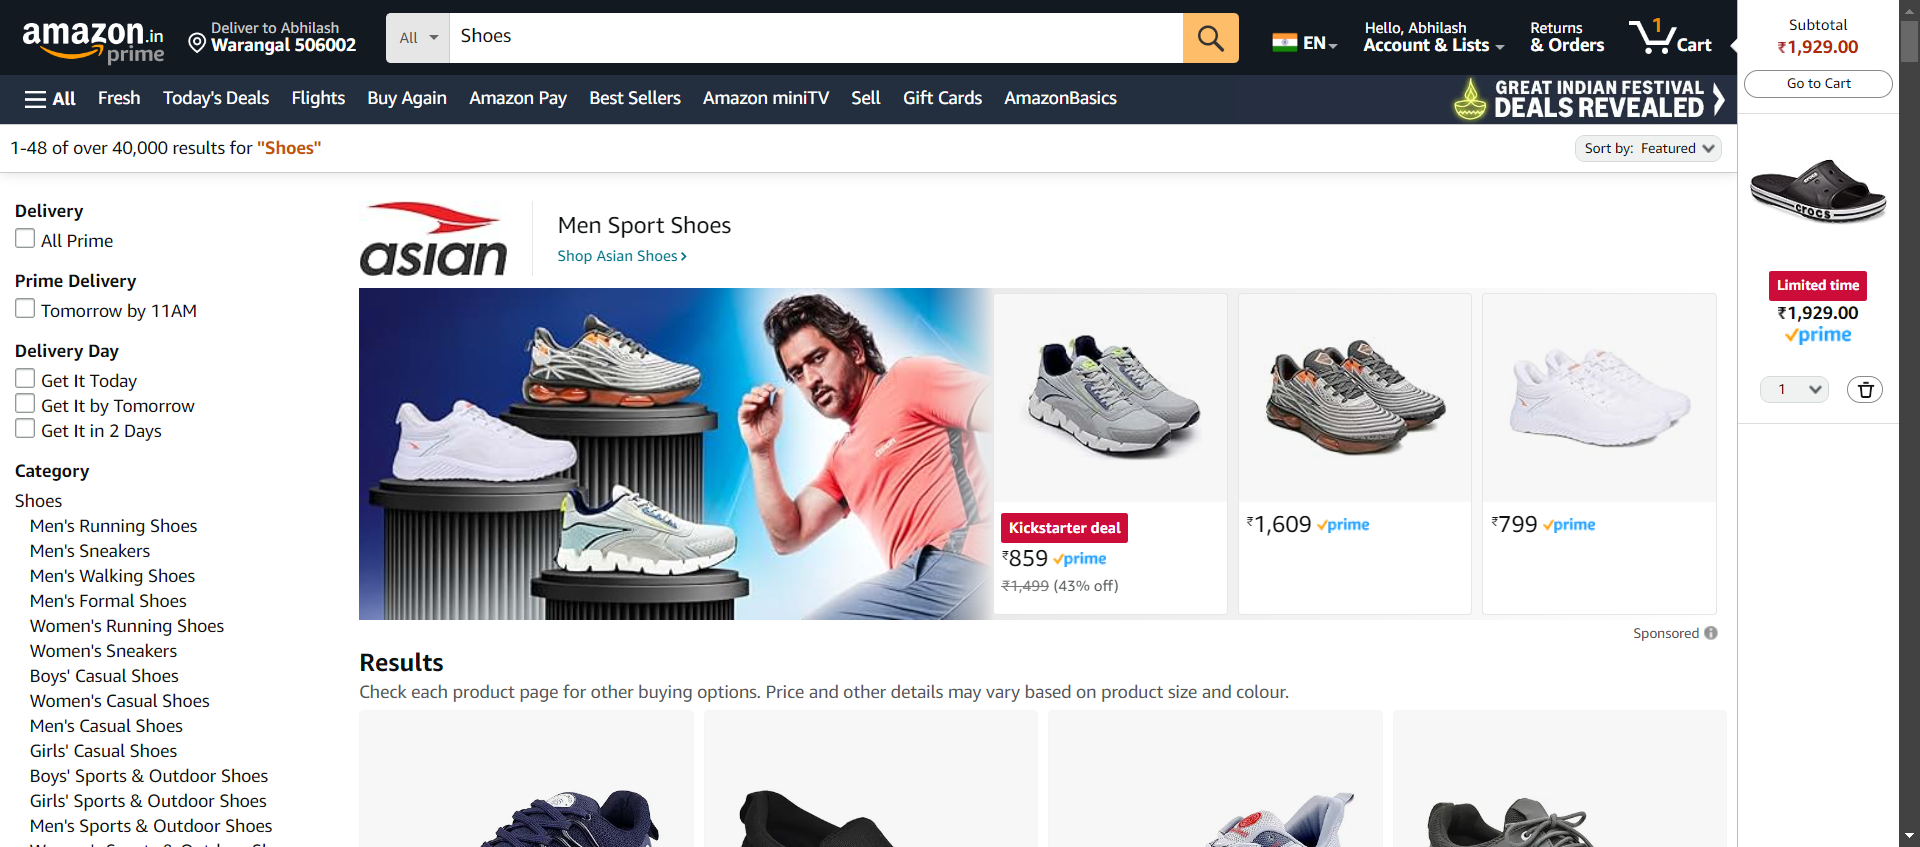 amazon.in
prime
Deliver to Abhilash
Warangal 506002
All
Shoes
EN
Hello, Abhilash
Account & Lists
Returns
& Orders
1
Cart
All
Fresh
Today's Deals
Flights
Buy Again
Amazon Pay
Best Sellers
Amazon miniTV
Sell
Gift Cards
AmazonBasics
GREAT INDIAN FESTIVAL
DEALS REVEALED
Subtotal
₹1,929.00
Go to Cart
crocs
Limited time
₹1,929.00
prime
1
1-48 of over 40,000 results for "Shoes"
Sort by: Featured
Delivery
All Prime
Prime Delivery
Tomorrow by 11AM
Delivery Day
Get It Today
Get It by Tomorrow
Get It in 2 Days
Category
Shoes
Men's Running Shoes
Men's Sneakers
Men's Walking Shoes
Men's Formal Shoes
Women's Running Shoes
Women's Sneakers
Boys' Casual Shoes
Women's Casual Shoes
Men's Casual Shoes
Girls' Casual Shoes
Boys' Sports & Outdoor Shoes
Girls' Sports & Outdoor Shoes
Men's Sports & Outdoor Shoes
asian
Men Sport Shoes
Shop Asian Shoes
Kickstarter deal
₹859 prime
₹1,499 (43% off)
₹1,609 prime
₹799 prime
Sponsored
Results
Check each product page for other buying options. Price and other details may vary based on product size and colour.